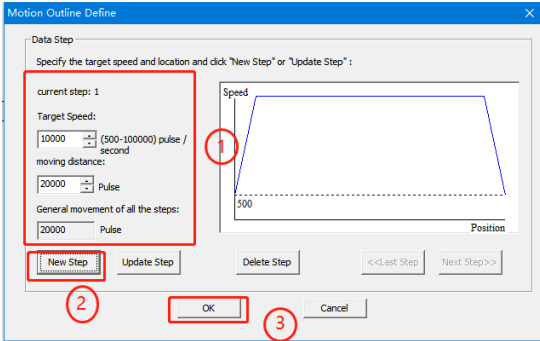 Motion Outline Define
Data Step
Specify the target speed and location and click "New Step" or "Update Step" :
current step: 1
Target Speed:
10000 (500-100000) pulse /
second
moving distance:
20000 Pulse
General movement of all the steps:
20000 Pulse
Speed
500
Position
1
New Step Update Step Delete Step <<Last Step Next Step>>
2
OK Cancel
3